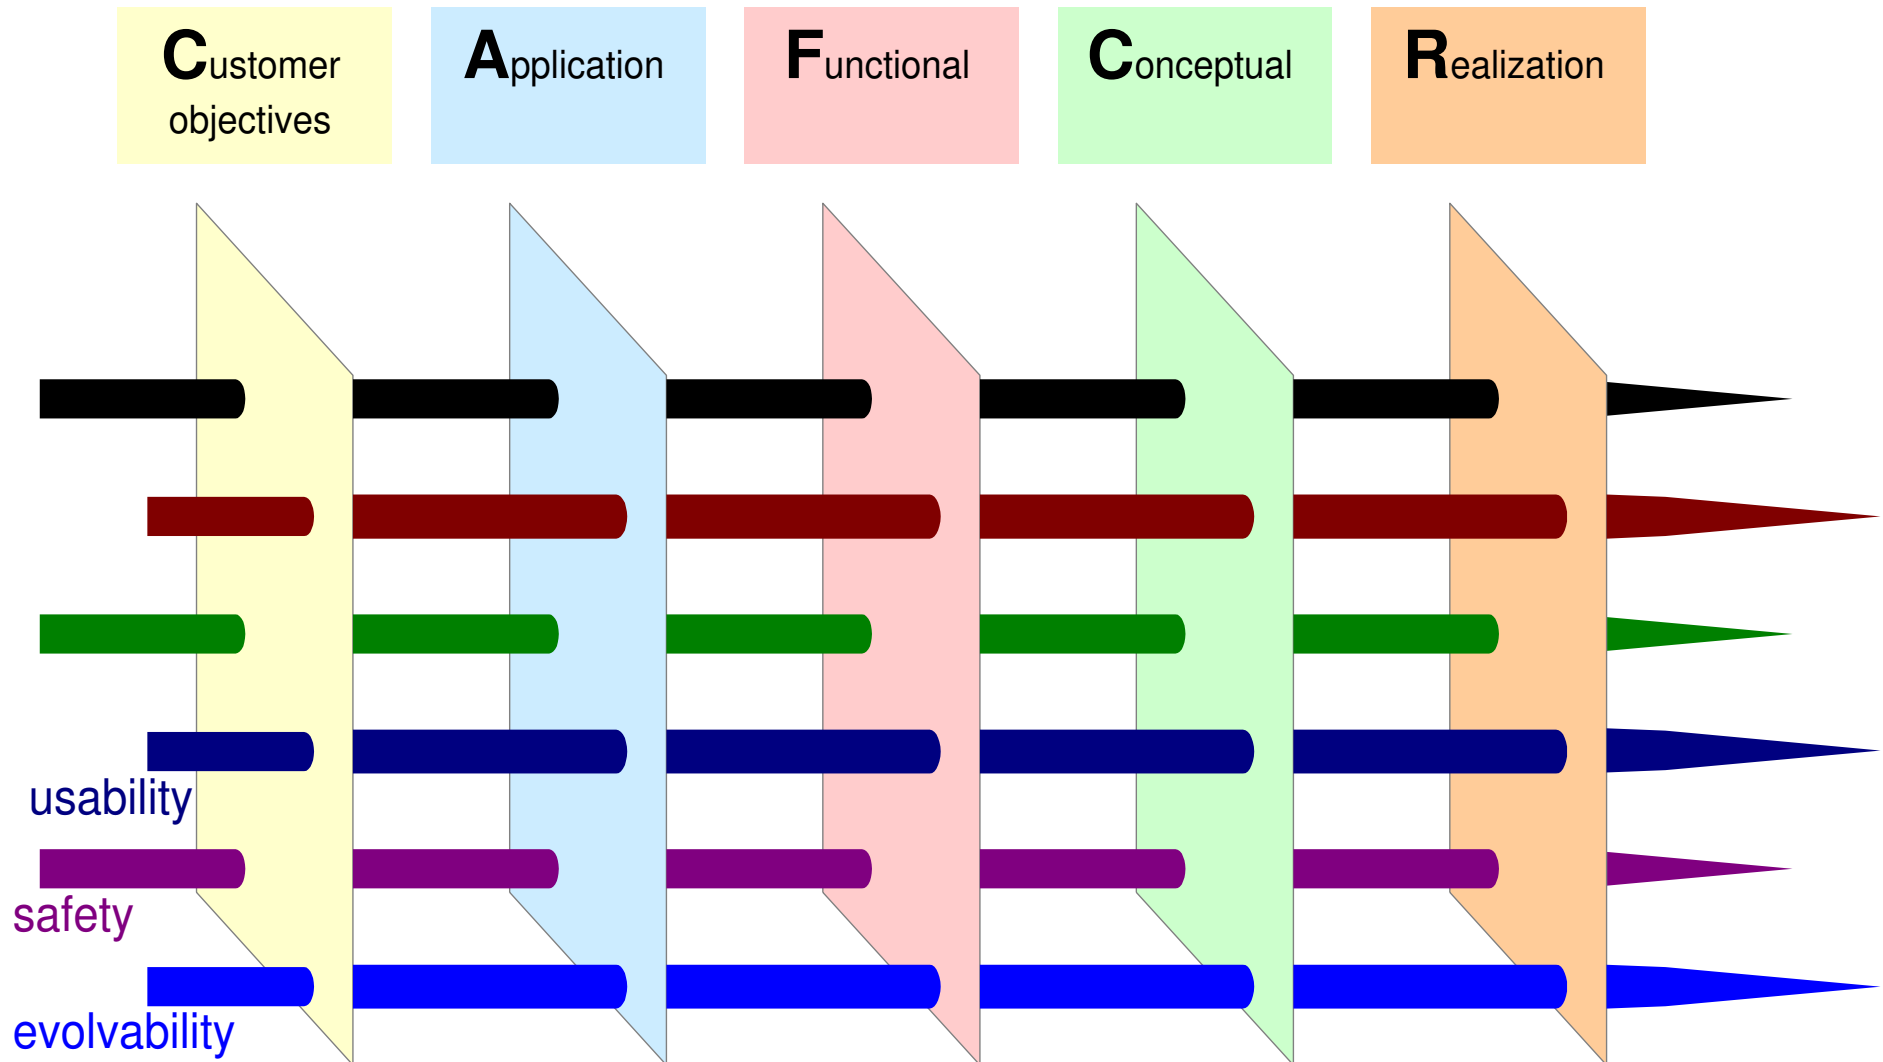 Customer
objectives
Application
Functional
Conceptual
Realization
usability
safety
evolvability